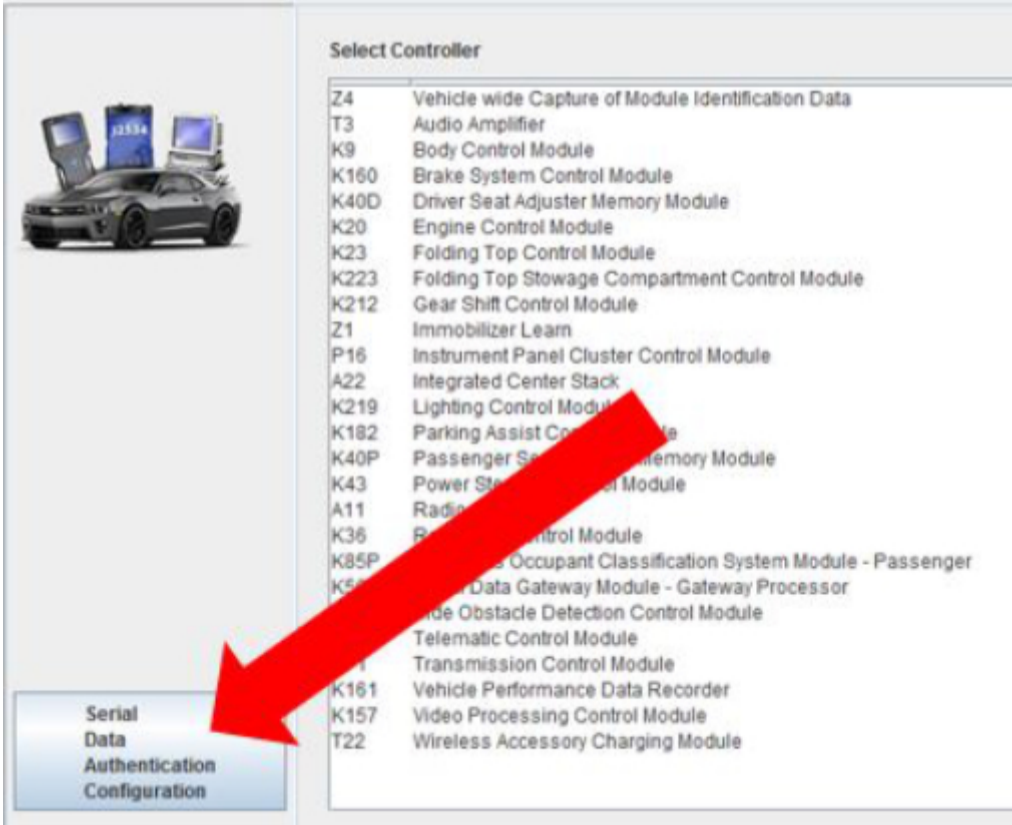 Select Controller
J2534
Z4 Vehicle wide Capture of Module Identification Data
T3 Audio Amplifier
K9 Body Control Module
K160 Brake System Control Module
K40D Driver Seat Adjuster Memory Module
K20 Engine Control Module
K23 Folding Top Control Module
K223 Folding Top Stowage Compartment Control Module
K212 Gear Shift Control Module
Z1 Immobilizer Learn
P16 Instrument Panel Cluster Control Module
A22 Integrated Center Stack
K219 Lighting Control
K182 Parking Assist
K40P Passenger Memory Module
K43 Power Module
A11 Radio
K36 Module
K85P Occupant Classification System Module - Passenger
Data Gateway Module - Gateway Processor
Obstacle Detection Control Module
Telematic Control Module
Transmission Control Module
K161 Vehicle Performance Data Recorder
K157 Video Processing Control Module
T22 Wireless Accessory Charging Module
Serial
Data
Authentication
Configuration